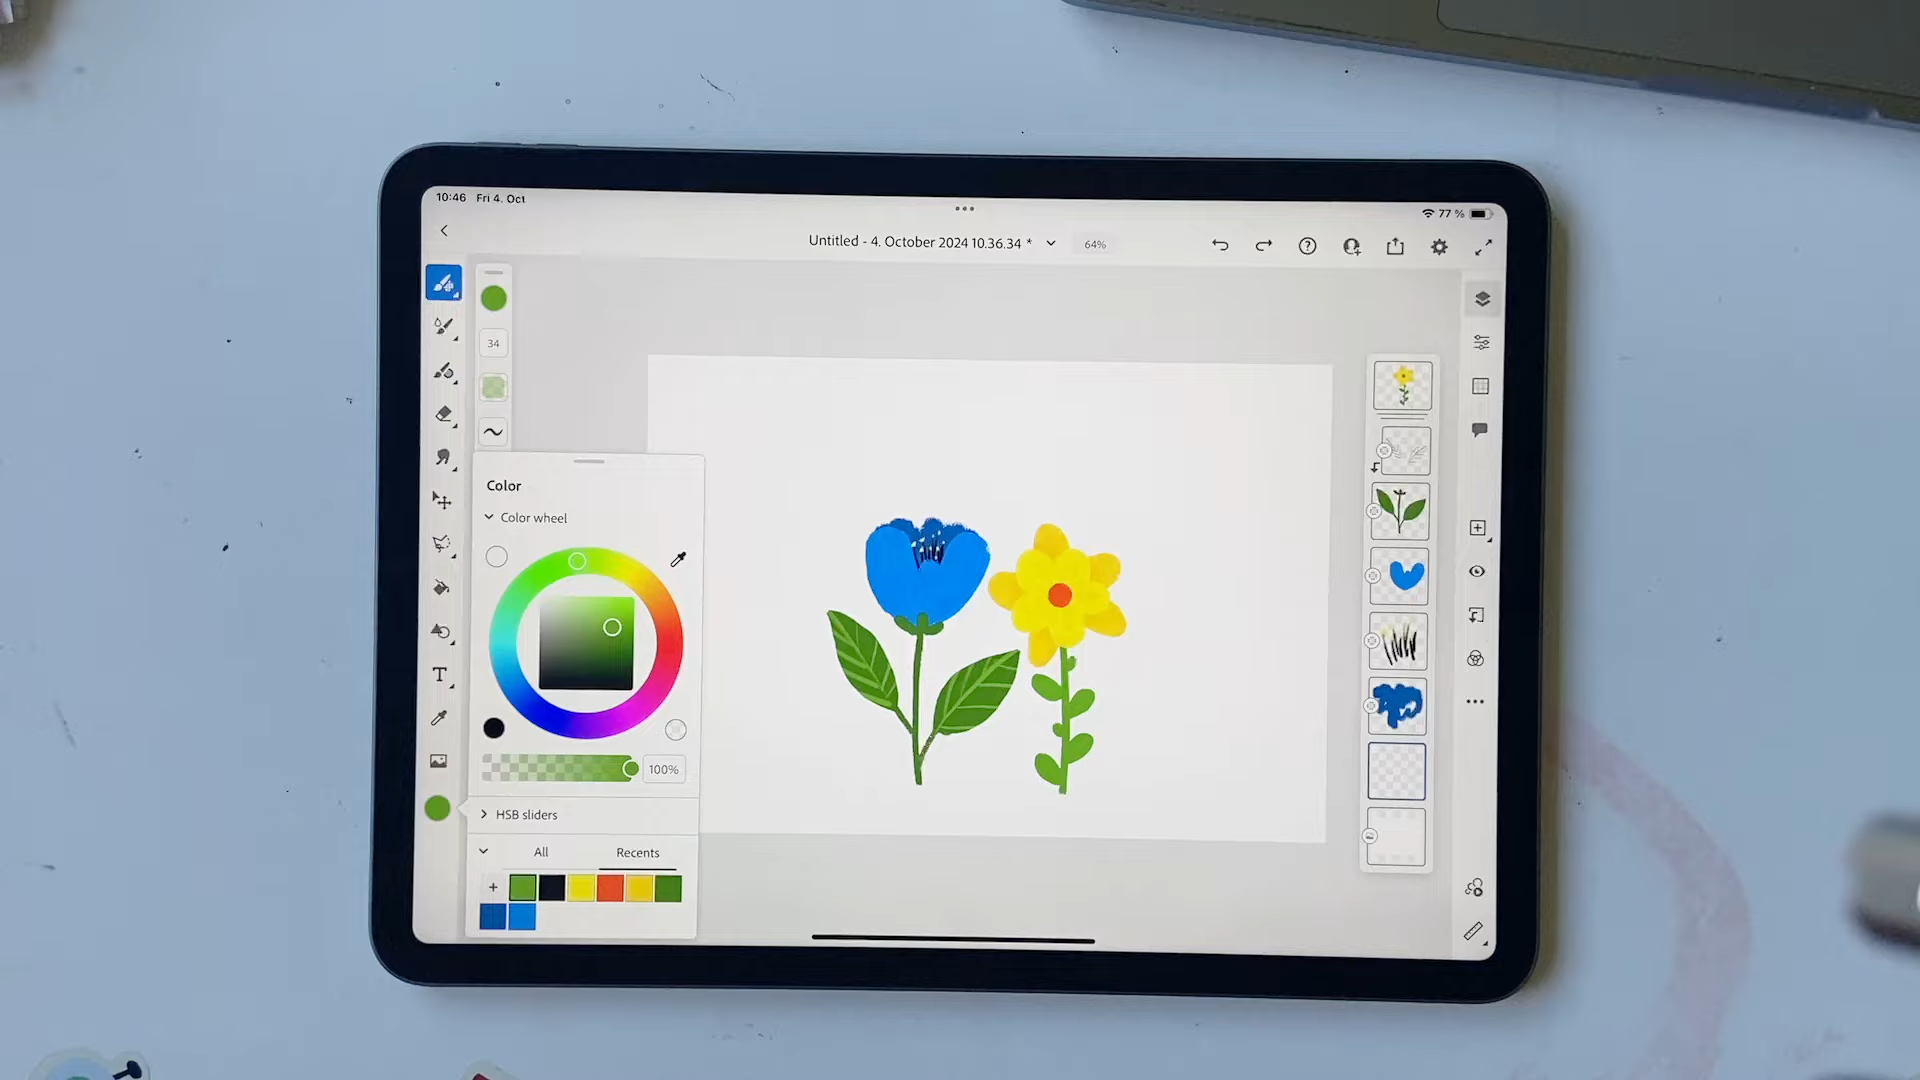 10:46 Fri 4. Oct
77 %
Untitled - 4. October 2024 10.36.34 *
64%
34
Color
Color wheel
T
100%
HSB sliders
All
Recents